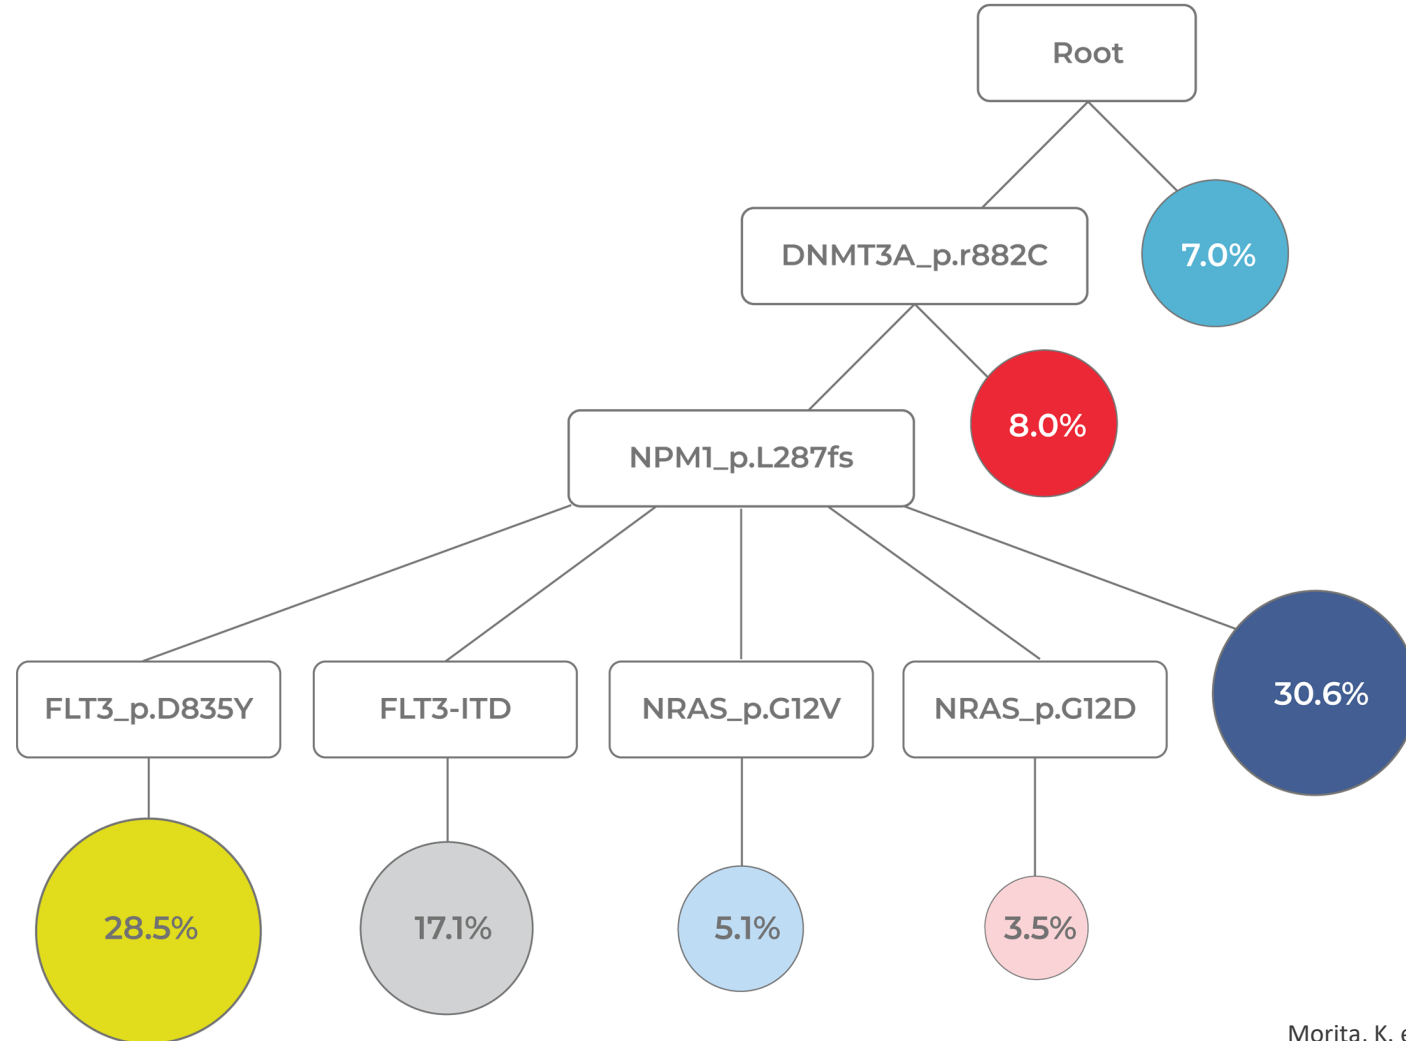 Root
DNMT3A_p.r882C
7.0%
NPM1_p.L287fs
8.0%
FLT3_p.D835Y
FLT3-ITD
NRAS_p.G12V
NRAS_p.G12D
30.6%
28.5%
17.1%
5.1%
3.5%
Morita, K. e